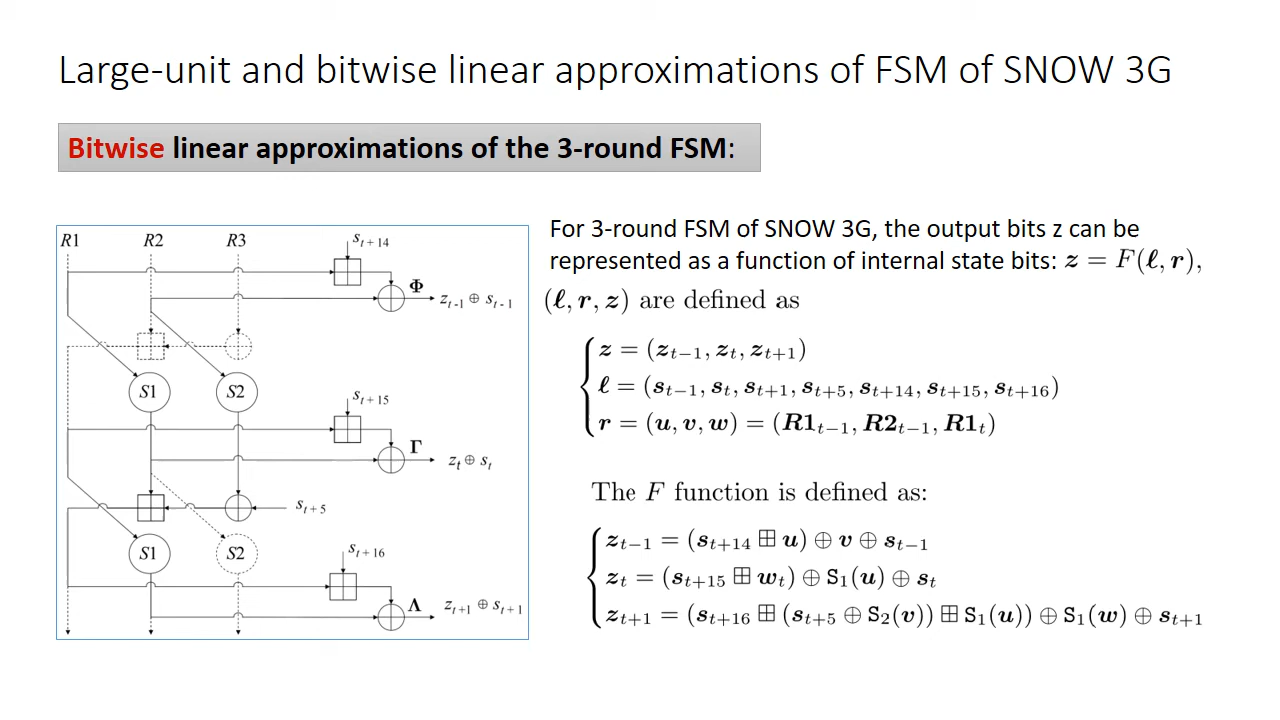 Large-unit and bitwise linear approximations of FSM of SNOW 3G
Bitwise linear approximations of the 3-round FSM:
R1 R2 R3 s_{t+14}
Φ
z_{t-1} ⊕ s_{t-1}
S1 S2
s_{t+15}
Γ
z_t ⊕ s_t
s_{t+5}
S1 S2
s_{t+16}
Λ
z_{t+1} ⊕ s_{t+1}
For 3-round FSM of SNOW 3G, the output bits z can be
represented as a function of internal state bits: z = F(ℓ, r),
(ℓ, r, z) are defined as
z = (z_{t−1}, z_t, z_{t+1})
ℓ = (s_{t−1}, s_t, s_{t+1}, s_{t+5}, s_{t+14}, s_{t+15}, s_{t+16})
r = (u, v, w) = (R1_{t−1}, R2_{t−1}, R1_t)
The F function is defined as:
z_{t−1} = (s_{t+14} ⊞ u) ⊕ v ⊕ s_{t−1}
z_t = (s_{t+15} ⊞ w_t) ⊕ S_1(u) ⊕ s_t
z_{t+1} = (s_{t+16} ⊞ (s_{t+5} ⊕ S_2(v)) ⊞ S_1(u)) ⊕ S_1(w) ⊕ s_{t+1}